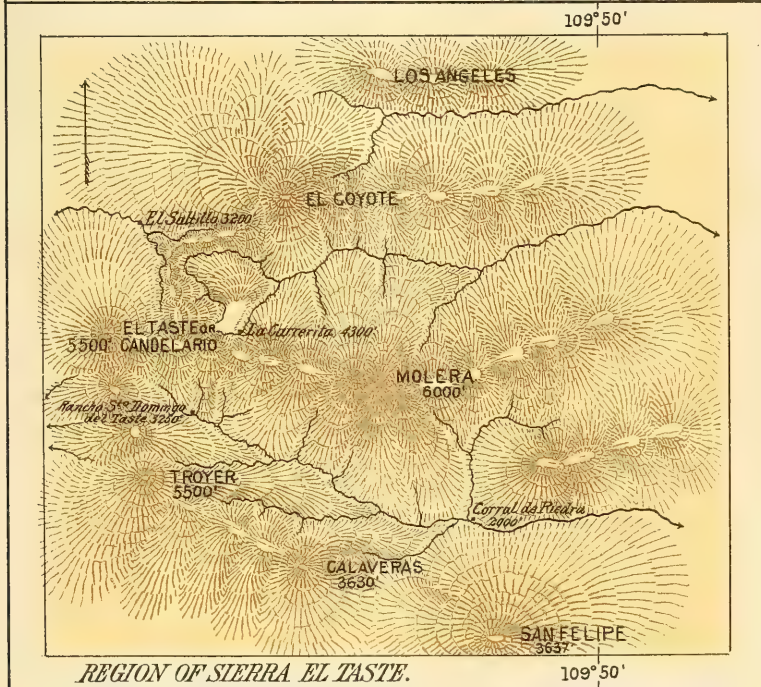 109°50'
LOS ANGELES
EL COYOTE
El Saltillo 3200'
EL TASTE OR
5500' CANDELARIO
La Carrerita 4300'
MOLERA
6000'
Rancho Sto Domingo
del Taste 3250'
TROYER
5500'
Corral de Piedra
2000'
CALAVERAS
3630'
SAN FELIPE
3637'
REGION OF SIERRA EL TASTE.
109°50'